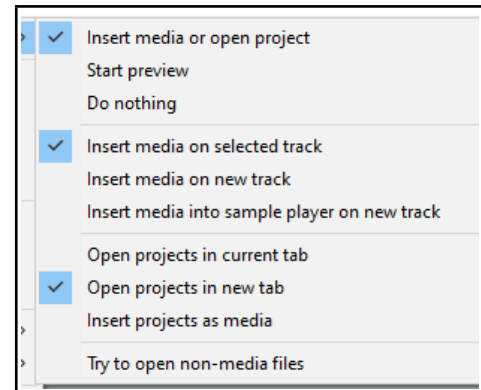 Insert media or open project
Start preview
Do nothing
Insert media on selected track
Insert media on new track
Insert media into sample player on new track
Open projects in current tab
Open projects in new tab
Insert projects as media
Try to open non-media files